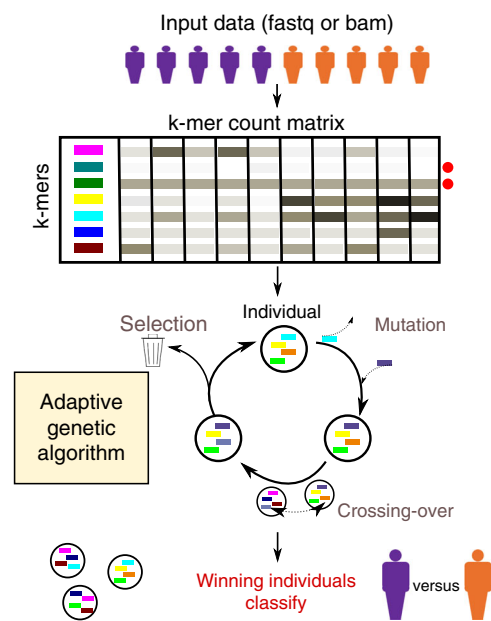 Input data (fastq or bam)
k-mer count matrix
k-mers
Individual
Selection
Mutation
Adaptive
genetic
algorithm
Crossing-over
Winning individuals
classify
versus